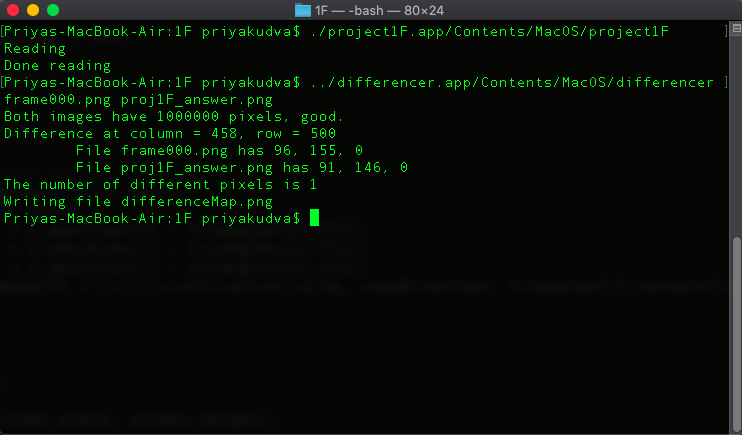 1F — -bash — 80×24
[Priyas-MacBook-Air:1F priyakudva$ ./project1F.app/Contents/MacOS/project1F ]
Reading
Done reading
[Priyas-MacBook-Air:1F priyakudva$ ../differencer.app/Contents/MacOS/differencer ]
frame000.png proj1F_answer.png
Both images have 1000000 pixels, good.
Difference at column = 458, row = 500
File frame000.png has 96, 155, 0
File proj1F_answer.png has 91, 146, 0
The number of different pixels is 1
Writing file differenceMap.png
Priyas-MacBook-Air:1F priyakudva$